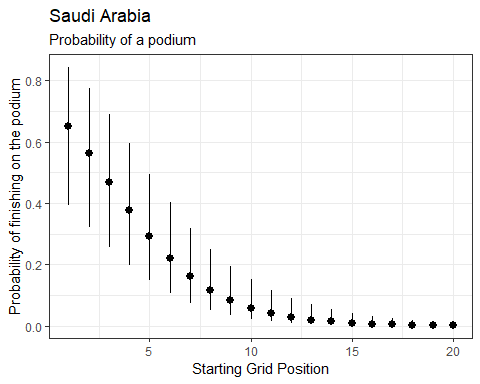 Saudi Arabia
Probability of a podium
Probability of finishing on the podium
0.8
0.6
0.4
0.2
0.0
5
10
15
20
Starting Grid Position